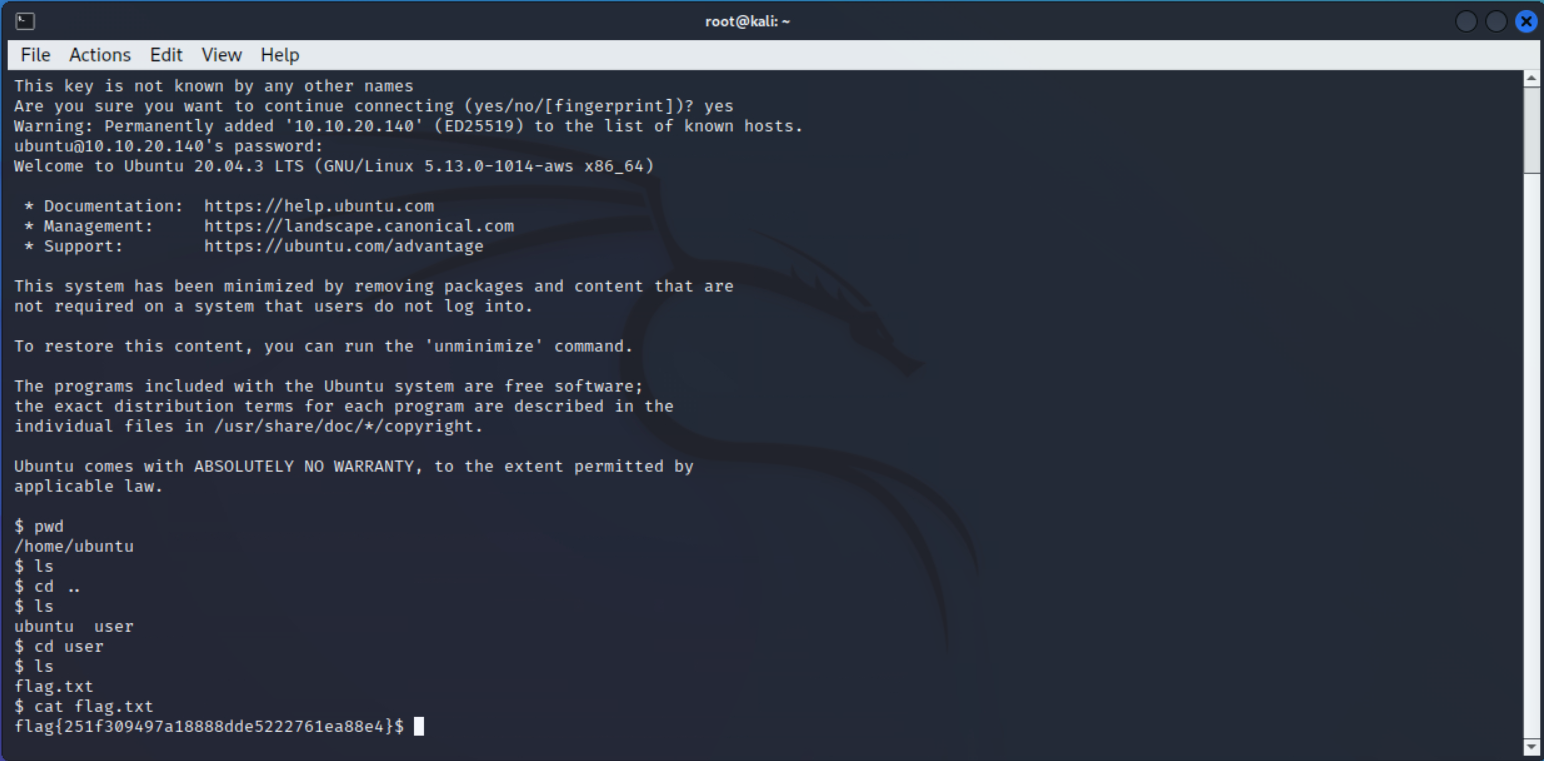 root@kali: ~
File Actions Edit View Help
This key is not known by any other names
Are you sure you want to continue connecting (yes/no/[fingerprint])? yes
Warning: Permanently added '10.10.20.140' (ED25519) to the list of known hosts.
ubuntu@10.10.20.140's password:
Welcome to Ubuntu 20.04.3 LTS (GNU/Linux 5.13.0-1014-aws x86_64)
* Documentation: https://help.ubuntu.com
* Management: https://landscape.canonical.com
* Support: https://ubuntu.com/advantage
This system has been minimized by removing packages and content that are
not required on a system that users do not log into.
To restore this content, you can run the 'unminimize' command.
The programs included with the Ubuntu system are free software;
the exact distribution terms for each program are described in the
individual files in /usr/share/doc/*/copyright.
Ubuntu comes with ABSOLUTELY NO WARRANTY, to the extent permitted by
applicable law.
$ pwd
/home/ubuntu
$ ls
$ cd ..
$ ls
ubuntu user
$ cd user
$ ls
flag.txt
$ cat flag.txt
flag{251f309497a18888dde5222761ea88e4}$